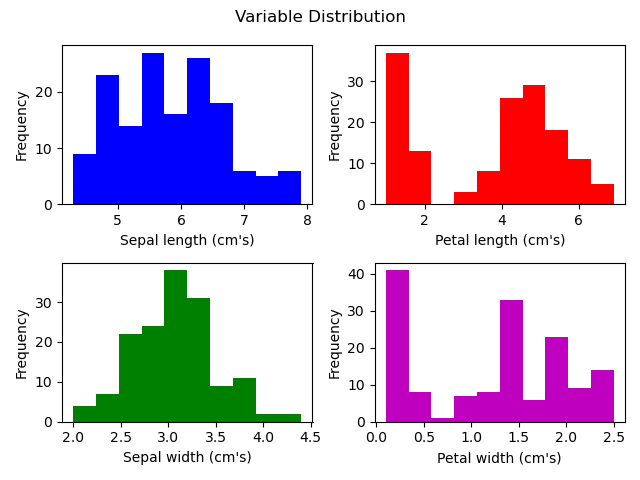 Variable Distribution
Frequency
20
10
0
5 6 7 8
Sepal length (cm's)
Frequency
30
20
10
0
2 4 6
Petal length (cm's)
Frequency
30
20
10
0
2.0 2.5 3.0 3.5 4.0 4.5
Sepal width (cm's)
Frequency
40
30
20
10
0
0.0 0.5 1.0 1.5 2.0 2.5
Petal width (cm's)